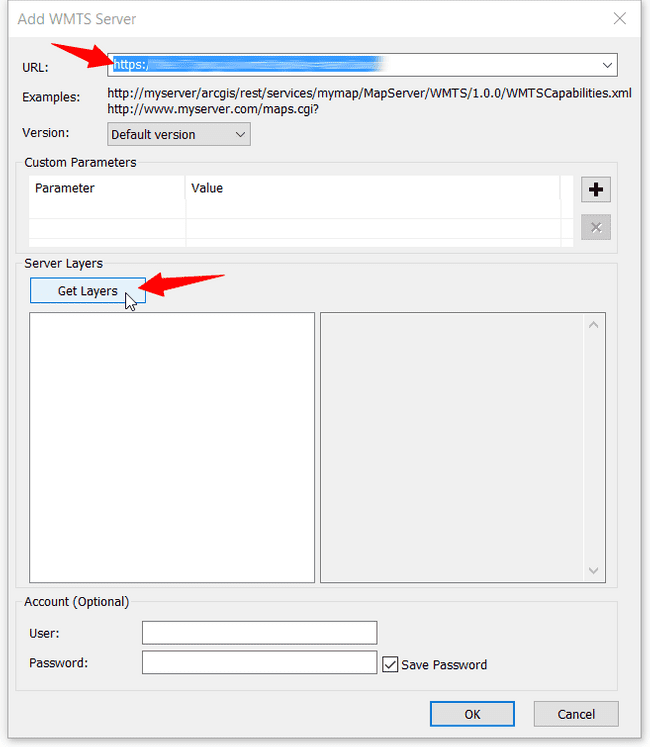 Add WMTS Server
URL: https:/
Examples: http://myserver/arcgis/rest/services/mymap/MapServer/WMTS/1.0.0/WMTSCapabilities.xml
http://www.myserver.com/maps.cgi?
Version: Default version
Custom Parameters
Parameter Value
Server Layers
Get Layers
Account (Optional)
User:
Password: Save Password
OK Cancel